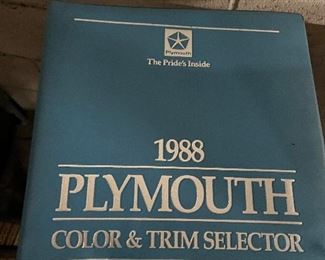 Plymouth
The Pride's Inside
1988
PLYMOUTH
COLOR & TRIM SELECTOR